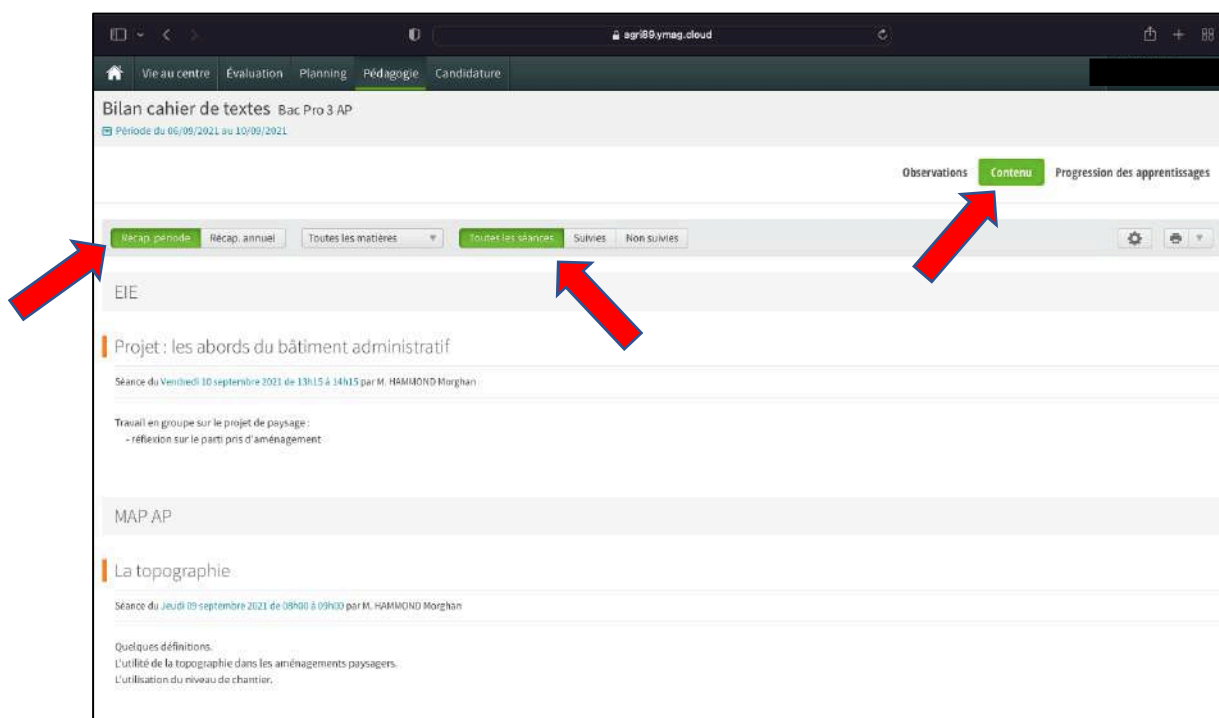 agri89.ymag.cloud
Vie au centre Évaluation Planning Pédagogie Candidature
Bilan cahier de textes Bac Pro 3 AP
Période du 06/09/2021 au 10/09/2021
Observations Contenu Progression des apprentissages
Récap. période Récap. annuel Toutes les matières Toutes les séances Suivies Non suivies
EIE
Projet : les abords du bâtiment administratif
Séance du Vendredi 10 septembre 2021 de 13h15 à 14h15 par M. HAMMOND Morghan
Travail en groupe sur le projet de paysage :
- réflexion sur le parti pris d'aménagement
MAP AP
La topographie
Séance du Jeudi 09 septembre 2021 de 08h00 à 09h00 par M. HAMMOND Morghan
Quelques définitions.
L'utilité de la topographie dans les aménagements paysagers.
L'utilisation du niveau de chantier.